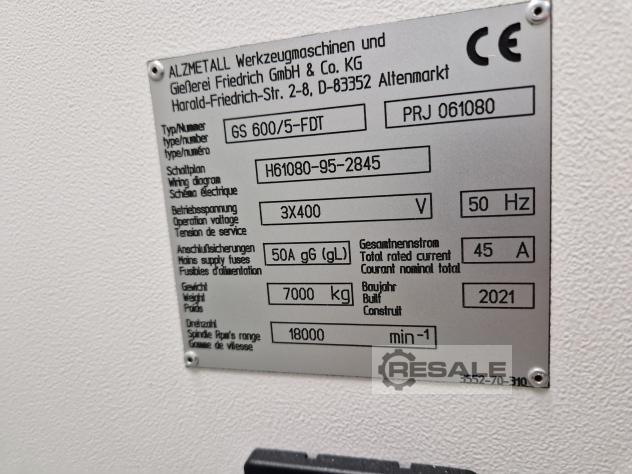 ALZMETALL Werkzeugmaschinen und
Gießerei Friedrich GmbH & Co. KG
Harald-Friedrich-Str. 2-8, D-83352 Altenmarkt
CE
Typ/Nummer
type/number
type/numéro
GS 600/5-FDT
PRJ 061080
Schaltplan
Wiring diagram
Schéma électrique
H61080-95-2845
Betriebsspannung
Operation voltage
Tension de service
3X400 V
50 Hz
Anschlußsicherungen
Mains supply fuses
Fusibles d'alimentation
50A gG (gL)
Gesamtnennstrom
Total rated current
Courant nominal total
45 A
Gewicht
Weight
Poids
7000 kg
Baujahr
Built
Construit
2021
Drehzahl
Spindle Rpm's range
Gamme de vitesse
18000 min-1
RESALE
3552-70-310